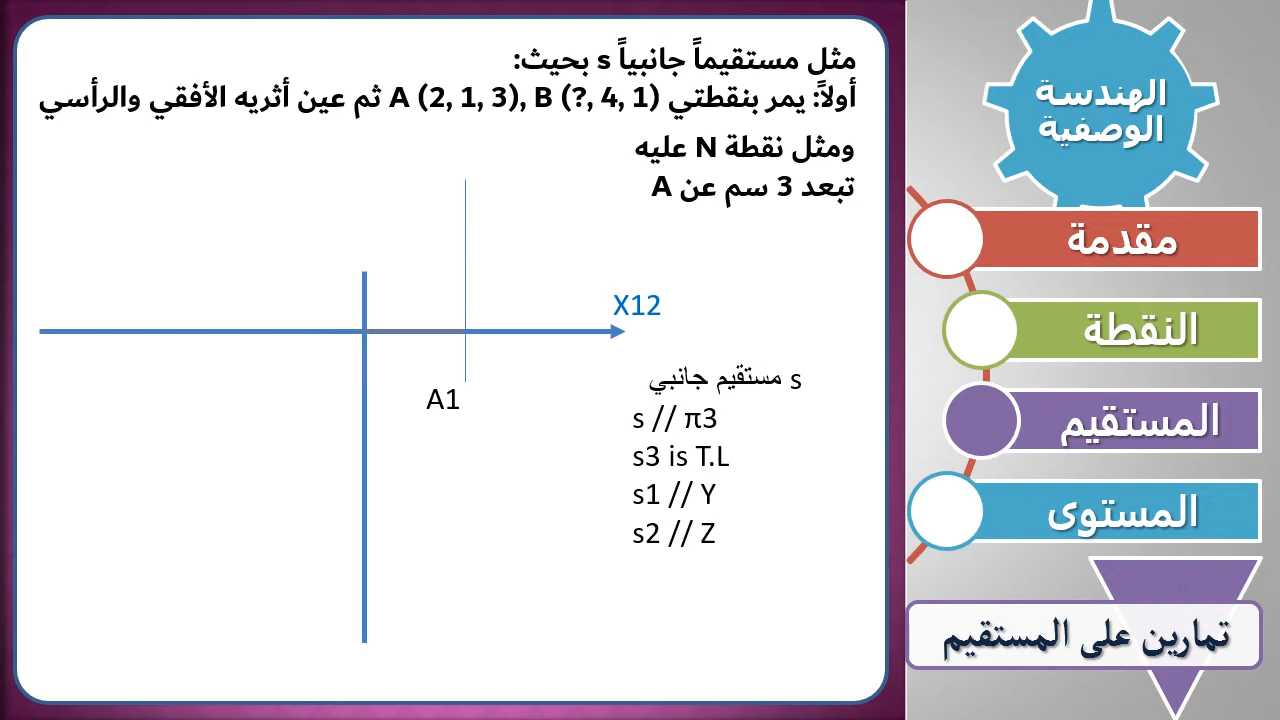 مثل مستقيماً جانبياً s بحيث:
أولاً: يمر بنقطتي A (2, 1, 3), B (?, 4, 1) ثم عين أثريه الأفقي والرأسي
ومثل نقطة N عليه
تبعد 3 سم عن A
X12
A1
s مستقيم جانبي
s // π3
s3 is T.L
s1 // Y
s2 // Z
الهندسة
الوصفية
مقدمة
النقطة
المستقيم
المستوى
تمارين على المستقيم